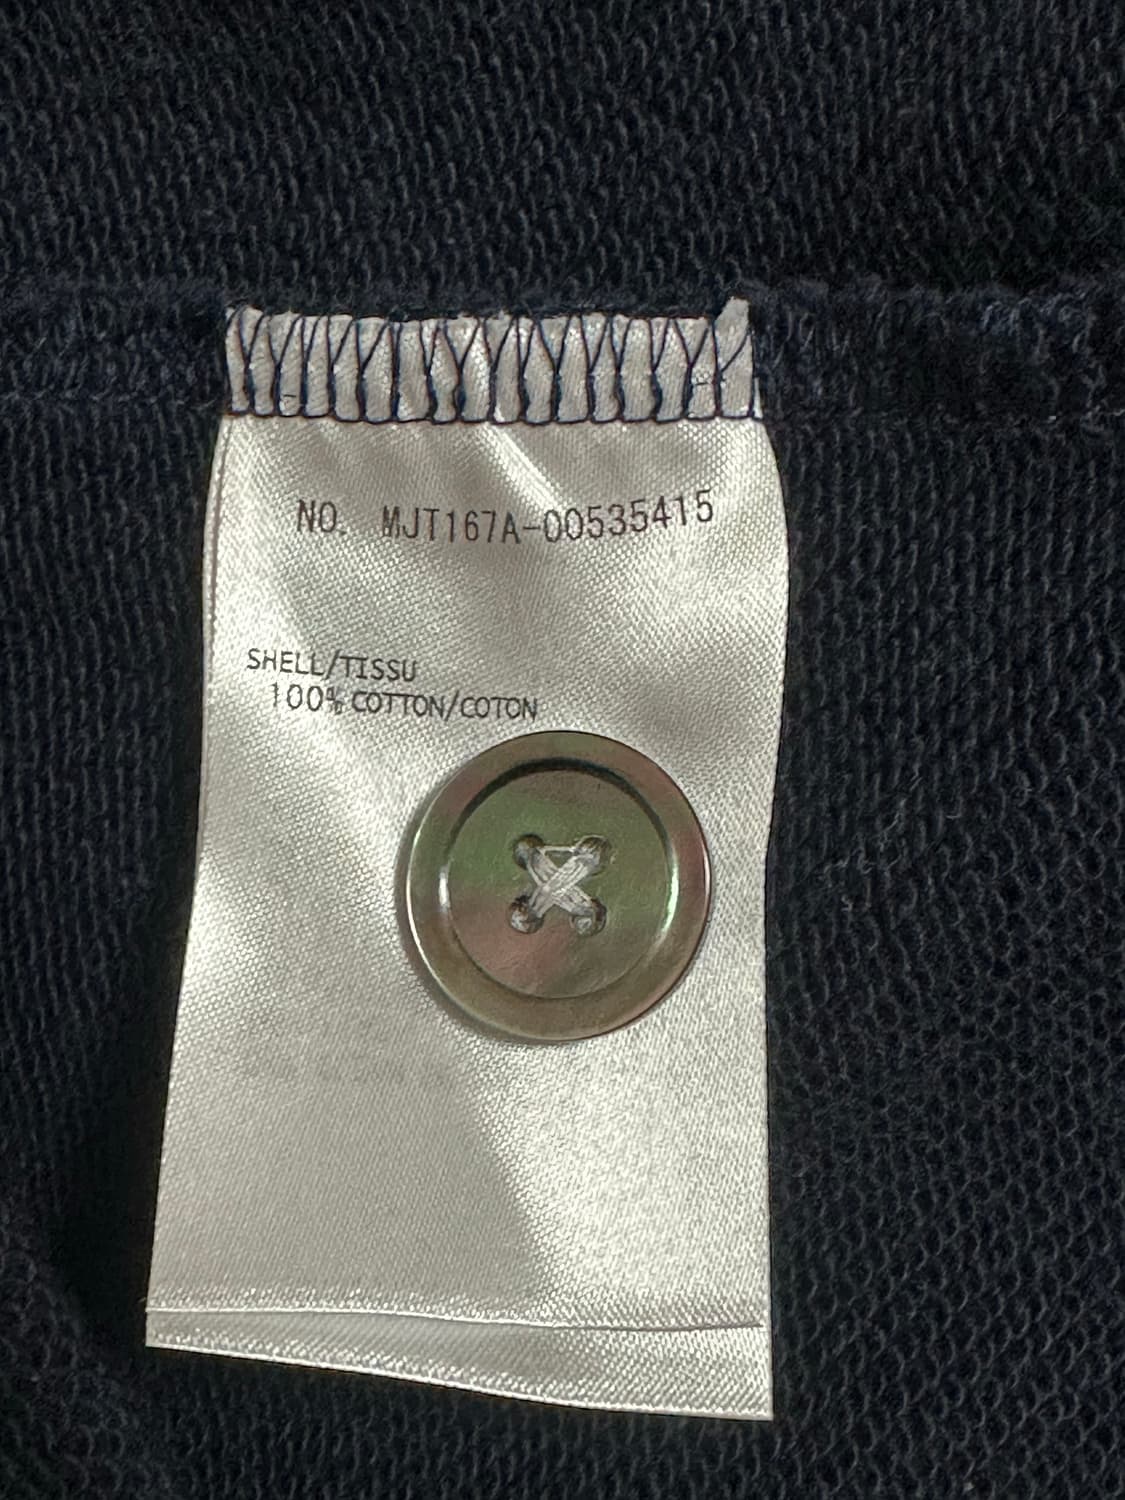 NO. MJT167A-00535415
SHELL/TISSU
100% COTTON/COTON